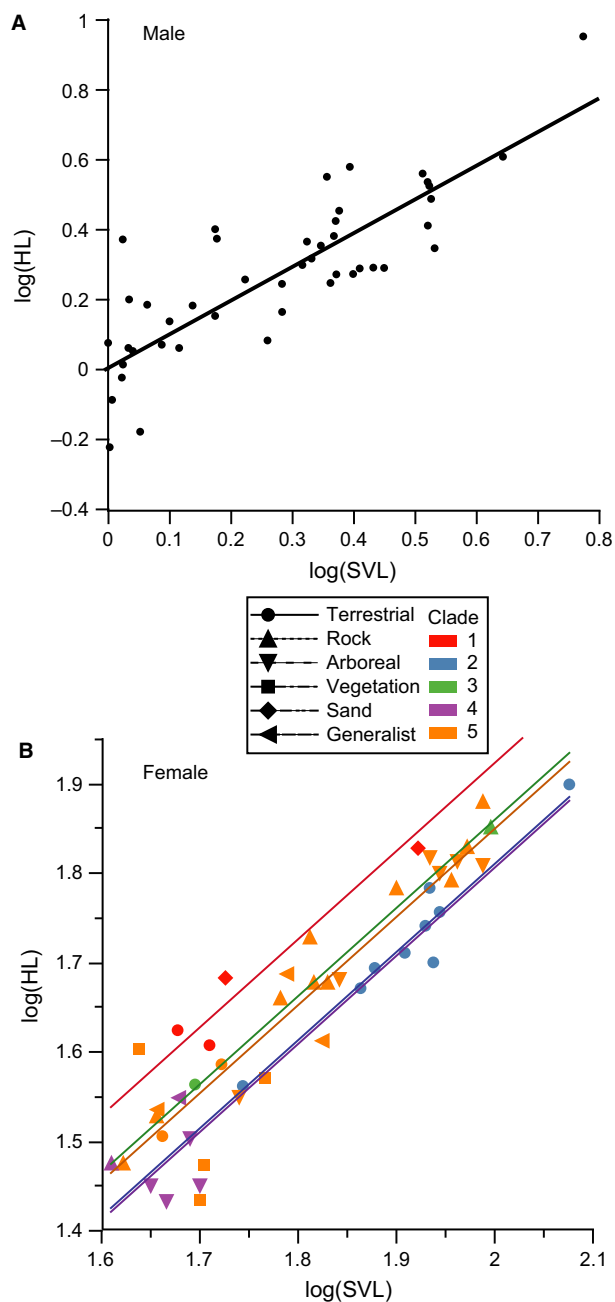 A
Male
1
0.8
0.6
0.4
0.2
0
–0.2
–0.4
log(HL)
0 0.1 0.2 0.3 0.4 0.5 0.6 0.7 0.8
log(SVL)
Terrestrial
Rock
Arboreal
Vegetation
Sand
Generalist
Clade
1
2
3
4
5
B
Female
1.9
1.8
1.7
1.6
1.5
1.4
log(HL)
1.6 1.7 1.8 1.9 2 2.1
log(SVL)